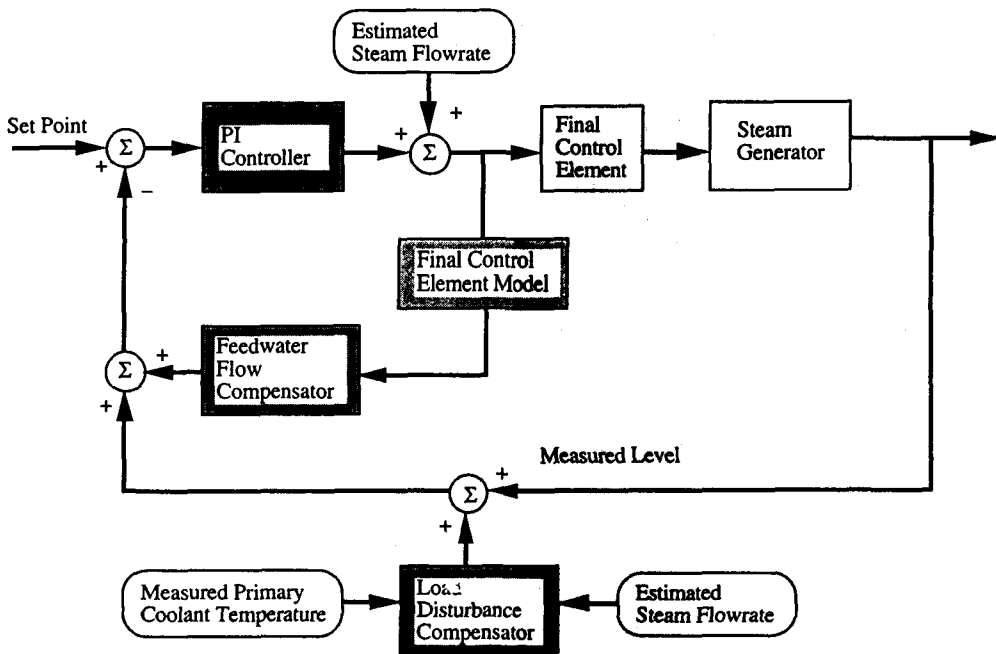 Estimated
Steam Flowrate
+
+
Set Point
+
Σ
−
PI
Controller
Σ
Final
Control
Element
Steam
Generator
Final Control
Element Model
Σ
+
+
Feedwater
Flow
Compensator
Measured Level
+
Σ
+
Measured Primary
Coolant Temperature
Load
Disturbance
Compensator
Estimated
Steam Flowrate